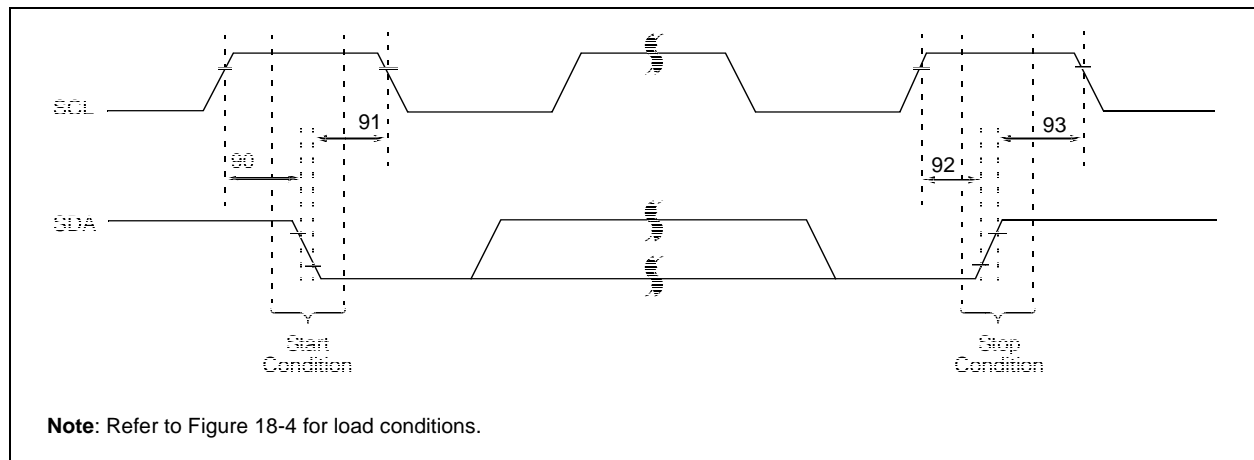 SCL
91
93
90
92
SDA
Start
Condition
Stop
Condition
Note: Refer to Figure 18-4 for load conditions.